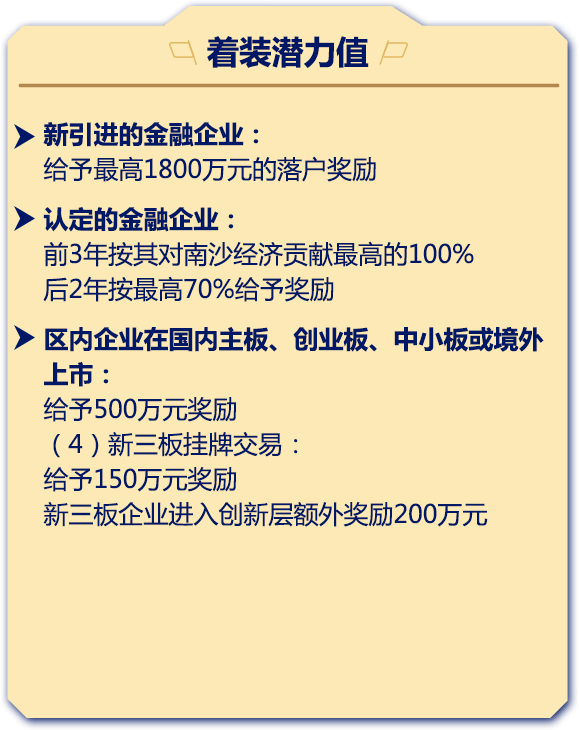 着装潜力值
新引进的金融企业：
给予最高1800万元的落户奖励
认定的金融企业：
前3年按其对南沙经济贡献最高的100%
后2年按最高70%给予奖励
区内企业在国内主板、创业板、中小板或境外
上市：
给予500万元奖励
（4）新三板挂牌交易：
给予150万元奖励
新三板企业进入创新层额外奖励200万元